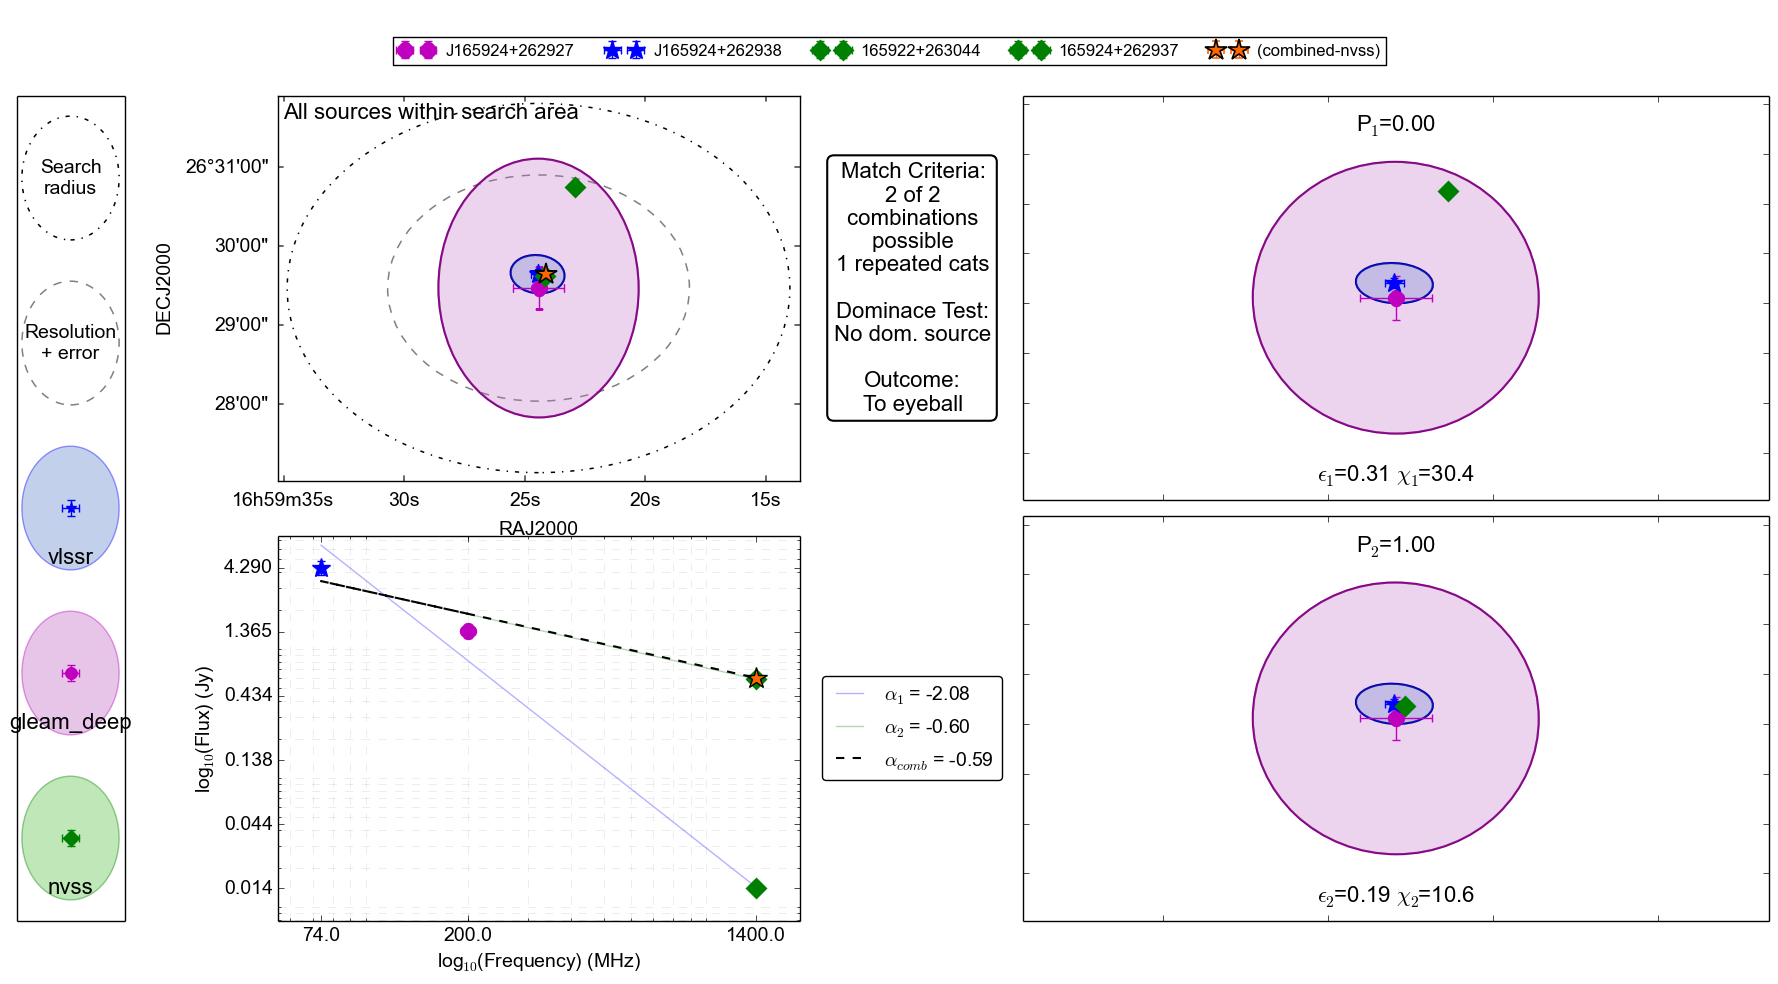 J165924+262927 J165924+262938 165922+263044 165924+262937 (combined-nvss)
Search
radius
Resolution
+ error
vlssr
gleam_deep
nvss
All sources within search area
DECJ2000
26°31'00"
30'00"
29'00"
28'00"
16h59m35s 30s 25s 20s 15s
RAJ2000
Match Criteria:
2 of 2
combinations
possible
1 repeated cats
Dominace Test:
No dom. source
Outcome:
To eyeball
P₁=0.00
ϵ₁=0.31 χ₁=30.4
log₁₀(Flux) (Jy)
4.290
1.365
0.434
0.138
0.044
0.014
74.0 200.0 1400.0
log₁₀(Frequency) (MHz)
α₁ = -2.08
α₂ = -0.60
α_comb = -0.59
P₂=1.00
ϵ₂=0.19 χ₂=10.6